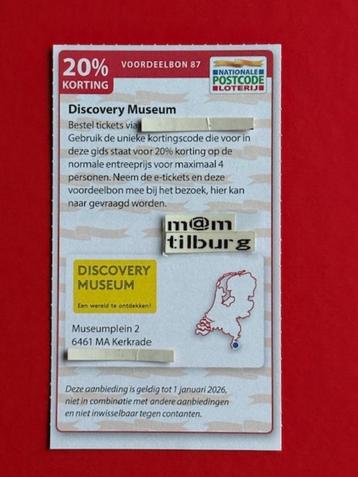 20%
KORTING
VOORDEELBON 87
NATIONALE
POSTCODE
LOTERIJ
Discovery Museum
Bestel tickets via
Gebruik de unieke kortingscode die voor in
deze gids staat voor 20% korting op de
normale entreeprijs voor maximaal 4
personen. Neem de e-tickets en deze
voordeelbon mee bij het bezoek, hier kan
naar gevraagd worden.
m@m
tilburg
DISCOVERY
MUSEUM
Een wereld te ontdekken!
Museumplein 2
6461 MA Kerkrade
Deze aanbieding is geldig tot 1 januari 2026,
niet in combinatie met andere aanbiedingen
en niet inwisselbaar tegen contanten.